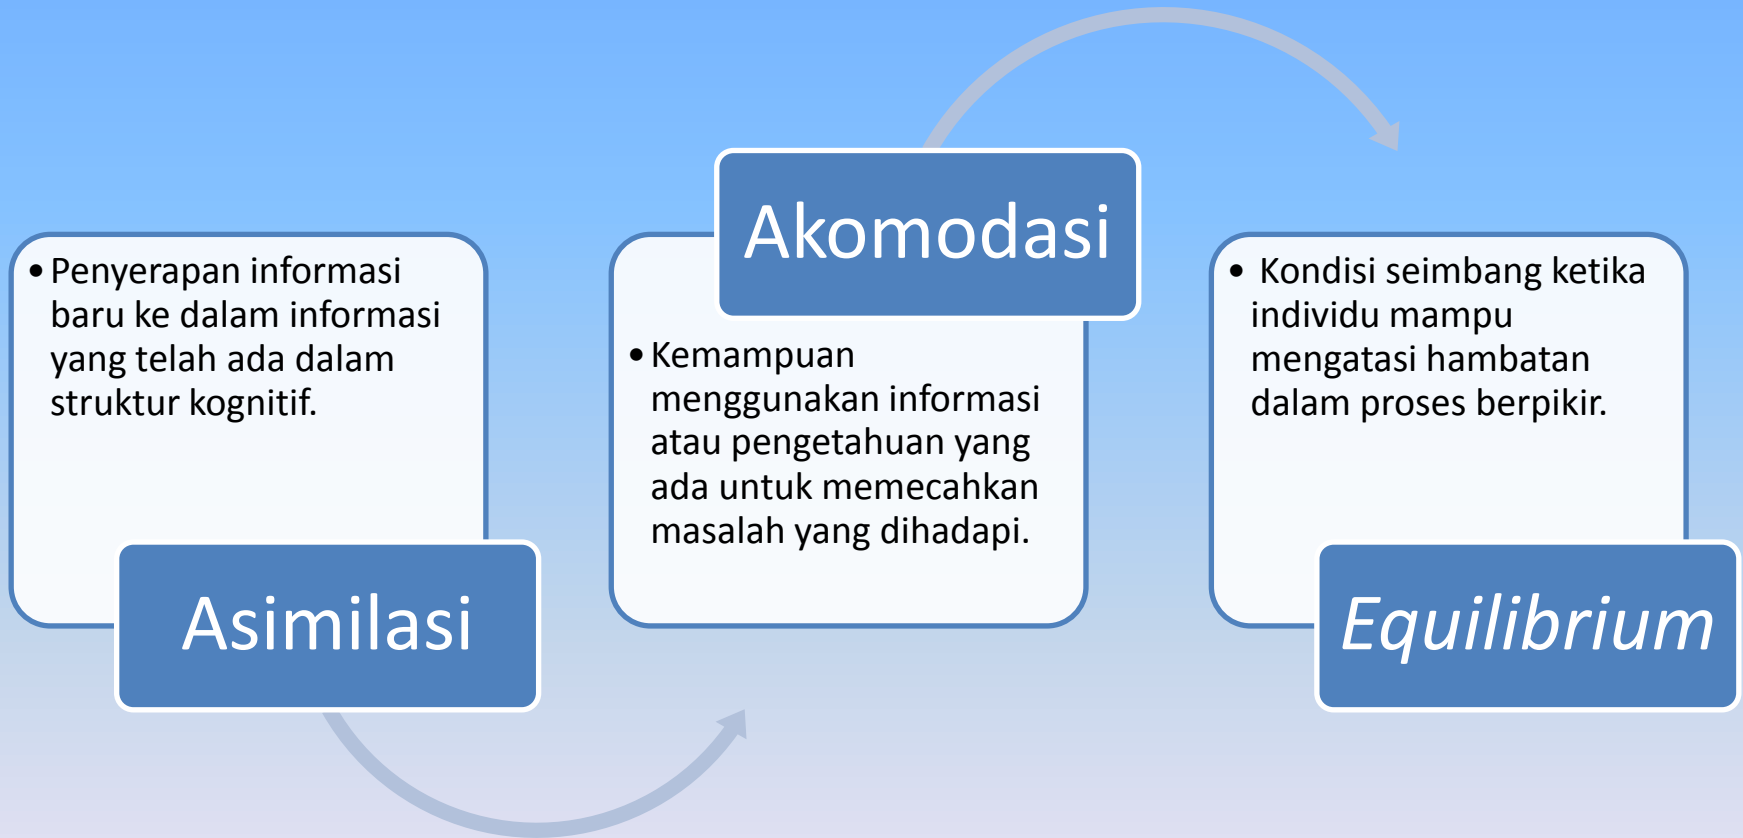 •Penyerapan informasi
baru ke dalam informasi
yang telah ada dalam
struktur kognitif.
Asimilasi
Akomodasi
•Kemampuan
menggunakan informasi
atau pengetahuan yang
ada untuk memecahkan
masalah yang dihadapi.
• Kondisi seimbang ketika
individu mampu
mengatasi hambatan
dalam proses berpikir.
Equilibrium